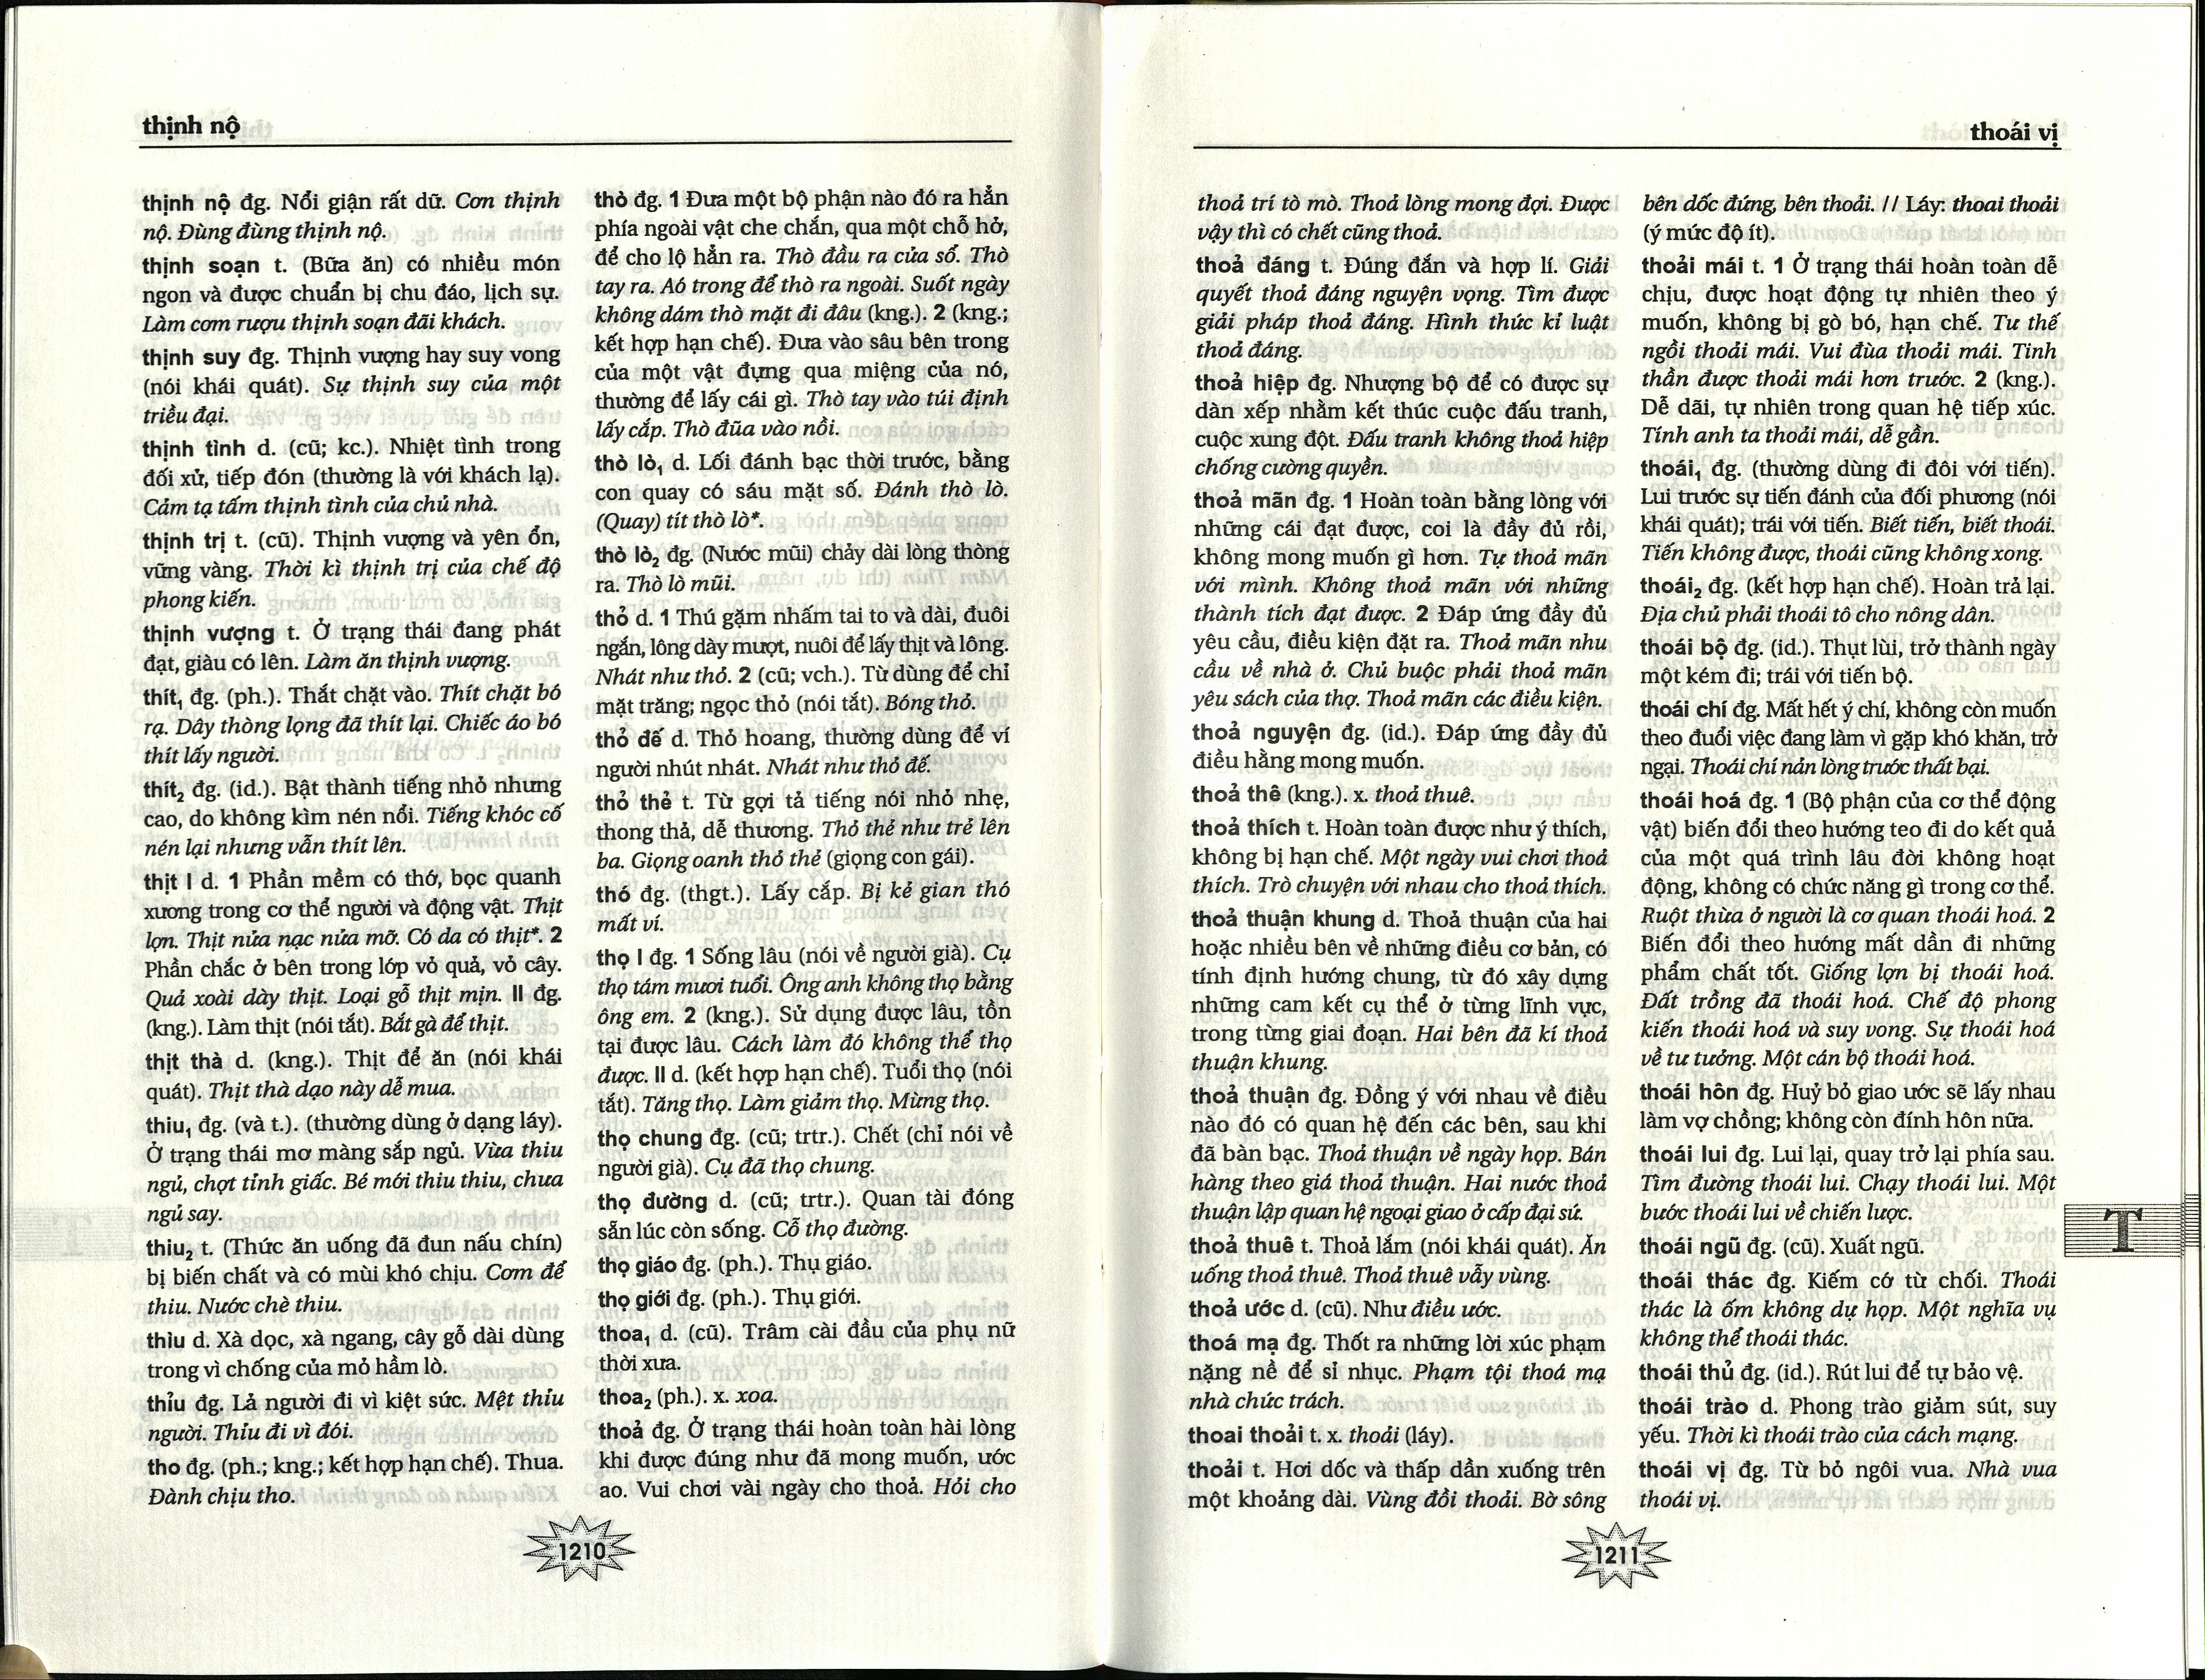 thịnh nộ
thịnh nộ đg. Nổi giận rất dữ. Cơn thịnh
nộ. Đùng đùng thịnh nộ.
thịnh soạn t. (Bữa ăn) có nhiều món
ngon và được chuẩn bị chu đáo, lịch sự.
Làm cơm rượu thịnh soạn đãi khách.
thịnh suy đg. Thịnh vượng hay suy vong
(nói khái quát). Sự thịnh suy của một
triều đại.
thịnh tình d. (cũ; kc.). Nhiệt tình trong
đối xử, tiếp đón (thường là với khách lạ).
Cảm tạ tấm thịnh tình của chủ nhà.
thịnh trị t. (cũ). Thịnh vượng và yên ổn,
vững vàng. Thời kì thịnh trị của chế độ
phong kiến.
thịnh vượng t. Ở trạng thái đang phát
đạt, giàu có lên. Làm ăn thịnh vượng.
thít₁ đg. (ph.). Thắt chặt vào. Thít chặt bó
rạ. Dây thòng lọng đã thít lại. Chiếc áo bó
thít lấy người.
thít₂ đg. (id.). Bật thành tiếng nhỏ nhưng
cao, do không kìm nén nổi. Tiếng khóc cố
nén lại nhưng vẫn thít lên.
thịt I d. 1 Phần mềm có thớ, bọc quanh
xương trong cơ thể người và động vật. Thịt
lợn. Thịt nửa nạc nửa mỡ. Có da có thịt*. 2
Phần chắc ở bên trong lớp vỏ quả, vỏ cây.
Quả xoài dày thịt. Loại gỗ thịt mịn. II đg.
(kng.). Làm thịt (nói tắt). Bắt gà để thịt.
thịt thà d. (kng.). Thịt để ăn (nói khái
quát). Thịt thà dạo này dễ mua.
thiu₁ đg. (và t.). (thường dùng ở dạng láy).
Ở trạng thái mơ màng sắp ngủ. Vừa thiu
ngủ, chợt tỉnh giấc. Bé mới thiu thiu, chưa
ngủ say.
thiu₂ t. (Thức ăn uống đã đun nấu chín)
bị biến chất và có mùi khó chịu. Cơm để
thiu. Nước chè thiu.
thìu d. Xà dọc, xà ngang, cây gỗ dài dùng
trong vì chống của mỏ hầm lò.
thỉu đg. Lả người đi vì kiệt sức. Mệt thỉu
người. Thỉu đi vì đói.
tho đg. (ph.; kng.; kết hợp hạn chế). Thua.
Đành chịu tho.
thò đg. 1 Đưa một bộ phận nào đó ra hẳn
phía ngoài vật che chắn, qua một chỗ hở,
để cho lộ hẳn ra. Thò đầu ra cửa sổ. Thò
tay ra. Aó trong để thò ra ngoài. Suốt ngày
không dám thò mặt đi đâu (kng.). 2 (kng.;
kết hợp hạn chế). Đưa vào sâu bên trong
của một vật đựng qua miệng của nó,
thường để lấy cái gì. Thò tay vào túi định
lấy cắp. Thò đũa vào nồi.
thò lò₁ d. Lối đánh bạc thời trước, bằng
con quay có sáu mặt số. Đánh thò lò.
(Quay) tít thò lò*.
thò lò₂ đg. (Nước mũi) chảy dài lòng thòng
ra. Thò lò mũi.
thỏ d. 1 Thú gặm nhấm tai to và dài, đuôi
ngắn, lông dày mượt, nuôi để lấy thịt và lông.
Nhát như thỏ. 2 (cũ; vch.). Từ dùng để chỉ
mặt trăng; ngọc thỏ (nói tắt). Bóng thỏ.
thỏ đế d. Thỏ hoang, thường dùng để ví
người nhút nhát. Nhát như thỏ đế.
thỏ thẻ t. Từ gợi tả tiếng nói nhỏ nhẹ,
thong thả, dễ thương. Thỏ thẻ như trẻ lên
ba. Giọng oanh thỏ thẻ (giọng con gái).
thó đg. (thgt.). Lấy cắp. Bị kẻ gian thó
mất ví.
thọ I đg. 1 Sống lâu (nói về người già). Cụ
thọ tám mươi tuổi. Ông anh không thọ bằng
ông em. 2 (kng.). Sử dụng được lâu, tồn
tại được lâu. Cách làm đó không thể thọ
được. II d. (kết hợp hạn chế). Tuổi thọ (nói
tắt). Tăng thọ. Làm giảm thọ. Mừng thọ.
thọ chung đg. (cũ; trtr.). Chết (chỉ nói về
người già). Cụ đã thọ chung.
thọ đường d. (cũ; trtr.). Quan tài đóng
sẵn lúc còn sống. Cỗ thọ đường.
thọ giáo đg. (ph.). Thụ giáo.
thọ giới đg. (ph.). Thụ giới.
thoa₁ d. (cũ). Trâm cài đầu của phụ nữ
thời xưa.
thoa₂ (ph.). x. xoa.
thoả đg. Ở trạng thái hoàn toàn hài lòng
khi được đúng như đã mong muốn, ước
ao. Vui chơi vài ngày cho thoả. Hỏi cho
1210
thoái vị
thoả trí tò mò. Thoả lòng mong đợi. Được
vậy thì có chết cũng thoả.
thoả đáng t. Đúng đắn và hợp lí. Giải
quyết thoả đáng nguyện vọng. Tìm được
giải pháp thoả đáng. Hình thức kỉ luật
thoả đáng.
thoả hiệp đg. Nhượng bộ để có được sự
dàn xếp nhằm kết thúc cuộc đấu tranh,
cuộc xung đột. Đấu tranh không thoả hiệp
chống cường quyền.
thoả mãn đg. 1 Hoàn toàn bằng lòng với
những cái đạt được, coi là đầy đủ rồi,
không mong muốn gì hơn. Tự thoả mãn
với mình. Không thoả mãn với những
thành tích đạt được. 2 Đáp ứng đầy đủ
yêu cầu, điều kiện đặt ra. Thoả mãn nhu
cầu về nhà ở. Chủ buộc phải thoả mãn
yêu sách của thợ. Thoả mãn các điều kiện.
thoả nguyện đg. (id.). Đáp ứng đầy đủ
điều hằng mong muốn.
thoả thê (kng.). x. thoả thuê.
thoả thích t. Hoàn toàn được như ý thích,
không bị hạn chế. Một ngày vui chơi thoả
thích. Trò chuyện với nhau cho thoả thích.
thoả thuận khung d. Thoả thuận của hai
hoặc nhiều bên về những điều cơ bản, có
tính định hướng chung, từ đó xây dựng
những cam kết cụ thể ở từng lĩnh vực,
trong từng giai đoạn. Hai bên đã kí thoả
thuận khung.
thoả thuận đg. Đồng ý với nhau về điều
nào đó có quan hệ đến các bên, sau khi
đã bàn bạc. Thoả thuận về ngày họp. Bán
hàng theo giá thoả thuận. Hai nước thoả
thuận lập quan hệ ngoại giao ở cấp đại sứ.
thoả thuê t. Thoả lắm (nói khái quát). Ăn
uống thoả thuê. Thoả thuê vẫy vùng.
thoả ước d. (cũ). Như điều ước.
thoá mạ đg. Thốt ra những lời xúc phạm
nặng nề để sỉ nhục. Phạm tội thoá mạ
nhà chức trách.
thoai thoải t. x. thoải (láy).
thoải t. Hơi dốc và thấp dần xuống trên
một khoảng dài. Vùng đồi thoải. Bờ sông
bên dốc đứng, bên thoải. // Láy: thoai thoải
(ý mức độ ít).
thoải mái t. 1 Ở trạng thái hoàn toàn dễ
chịu, được hoạt động tự nhiên theo ý
muốn, không bị gò bó, hạn chế. Tư thế
ngồi thoải mái. Vui đùa thoải mái. Tinh
thần được thoải mái hơn trước. 2 (kng.).
Dễ dãi, tự nhiên trong quan hệ tiếp xúc.
Tính anh ta thoải mái, dễ gần.
thoái₁ đg. (thường dùng đi đôi với tiến).
Lui trước sự tiến đánh của đối phương (nói
khái quát); trái với tiến. Biết tiến, biết thoái.
Tiến không được, thoái cũng không xong.
thoái₂ đg. (kết hợp hạn chế). Hoàn trả lại.
Địa chủ phải thoái tô cho nông dân.
thoái bộ đg. (id.). Thụt lùi, trở thành ngày
một kém đi; trái với tiến bộ.
thoái chí đg. Mất hết ý chí, không còn muốn
theo đuổi việc đang làm vì gặp khó khăn, trở
ngại. Thoái chí nản lòng trước thất bại.
thoái hoá đg. 1 (Bộ phận của cơ thể động
vật) biến đổi theo hướng teo đi do kết quả
của một quá trình lâu đời không hoạt
động, không có chức năng gì trong cơ thể.
Ruột thừa ở người là cơ quan thoái hoá. 2
Biến đổi theo hướng mất dần đi những
phẩm chất tốt. Giống lợn bị thoái hoá.
Đất trồng đã thoái hoá. Chế độ phong
kiến thoái hoá và suy vong. Sự thoái hoá
về tư tưởng. Một cán bộ thoái hoá.
thoái hôn đg. Huỷ bỏ giao ước sẽ lấy nhau
làm vợ chồng; không còn đính hôn nữa.
thoái lui đg. Lui lại, quay trở lại phía sau.
Tìm đường thoái lui. Chạy thoái lui. Một
bước thoái lui về chiến lược.
thoái ngũ đg. (cũ). Xuất ngũ.
thoái thác đg. Kiếm cớ từ chối. Thoái
thác là ốm không dự họp. Một nghĩa vụ
không thể thoái thác.
thoái thủ đg. (id.). Rút lui để tự bảo vệ.
thoái trào d. Phong trào giảm sút, suy
yếu. Thời kì thoái trào của cách mạng.
thoái vị đg. Từ bỏ ngôi vua. Nhà vua
thoái vị.
T
1211